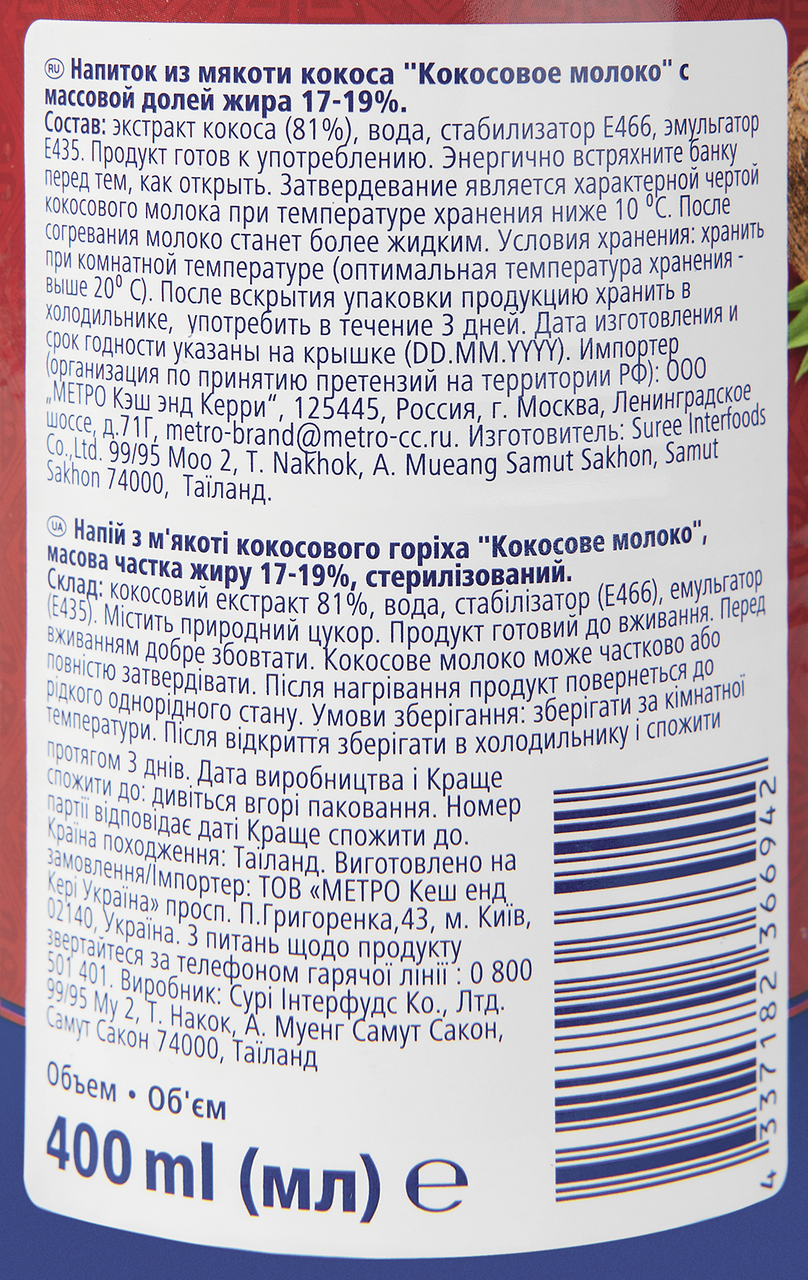 RU Напиток из мякоти кокоса "Кокосовое молоко" с
массовой долей жира 17-19%.
Состав: экстракт кокоса (81%), вода, стабилизатор Е466, эмульгатор
Е435. Продукт готов к употреблению. Энергично встряхните банку
перед тем, как открыть. Затвердевание является характерной чертой
кокосового молока при температуре хранения ниже 10 ⁰С. После
согревания молоко станет более жидким. Условия хранения: хранить
при комнатной температуре (оптимальная температура хранения -
выше 20⁰ С). После вскрытия упаковки продукцию хранить в
холодильнике, употребить в течение 3 дней. Дата изготовления и
срок годности указаны на крышке (DD.MM.YYYY). Импортер
(организация по принятию претензий на территории РФ): ООО
„МЕТРО Кэш энд Керри“, 125445, Россия, г. Москва, Ленинградское
шоссе, д.71Г, metro-brand@metro-cc.ru. Изготовитель: Suree Interfoods
Co.,Ltd. 99/95 Moo 2, T. Nakhok, A. Mueang Samut Sakhon, Samut
Sakhon 74000, Таїланд.
UA Напій з м'якоті кокосового горіха "Кокосове молоко",
масова частка жиру 17-19%, стерилізований.
Склад: кокосовий екстракт 81%, вода, стабілізатор (Е466), емульгатор
(Е435). Містить природний цукор. Продукт готовий до вживання. Перед
вживанням добре збовтати. Кокосове молоко може частково або
повністю затвердівати. Після нагрівання продукт повернеться до
рідкого однорідного стану. Умови зберігання: зберігати за кімнатної
температури. Після відкриття зберігати в холодильнику і спожити
протягом 3 днів. Дата виробництва і Краще
спожити до: дивіться вгорі паковання. Номер
партії відповідає даті Краще спожити до.
Країна походження: Таїланд. Виготовлено на
замовлення/Імпортер: ТОВ «МЕТРО Кеш енд
Кері Україна» просп. П.Григоренка,43, м. Київ,
02140, Україна. З питань щодо продукту
звертайтеся за телефоном гарячої лінії : 0 800
501 401. Виробник: Сурі Інтерфудс Ко., Лтд.
99/95 Му 2, Т. Накок, А. Муенг Самут Сакон,
Самут Сакон 74000, Таїланд
Объем • Об'єм
400 ml (мл) ℮
4 337182 366942